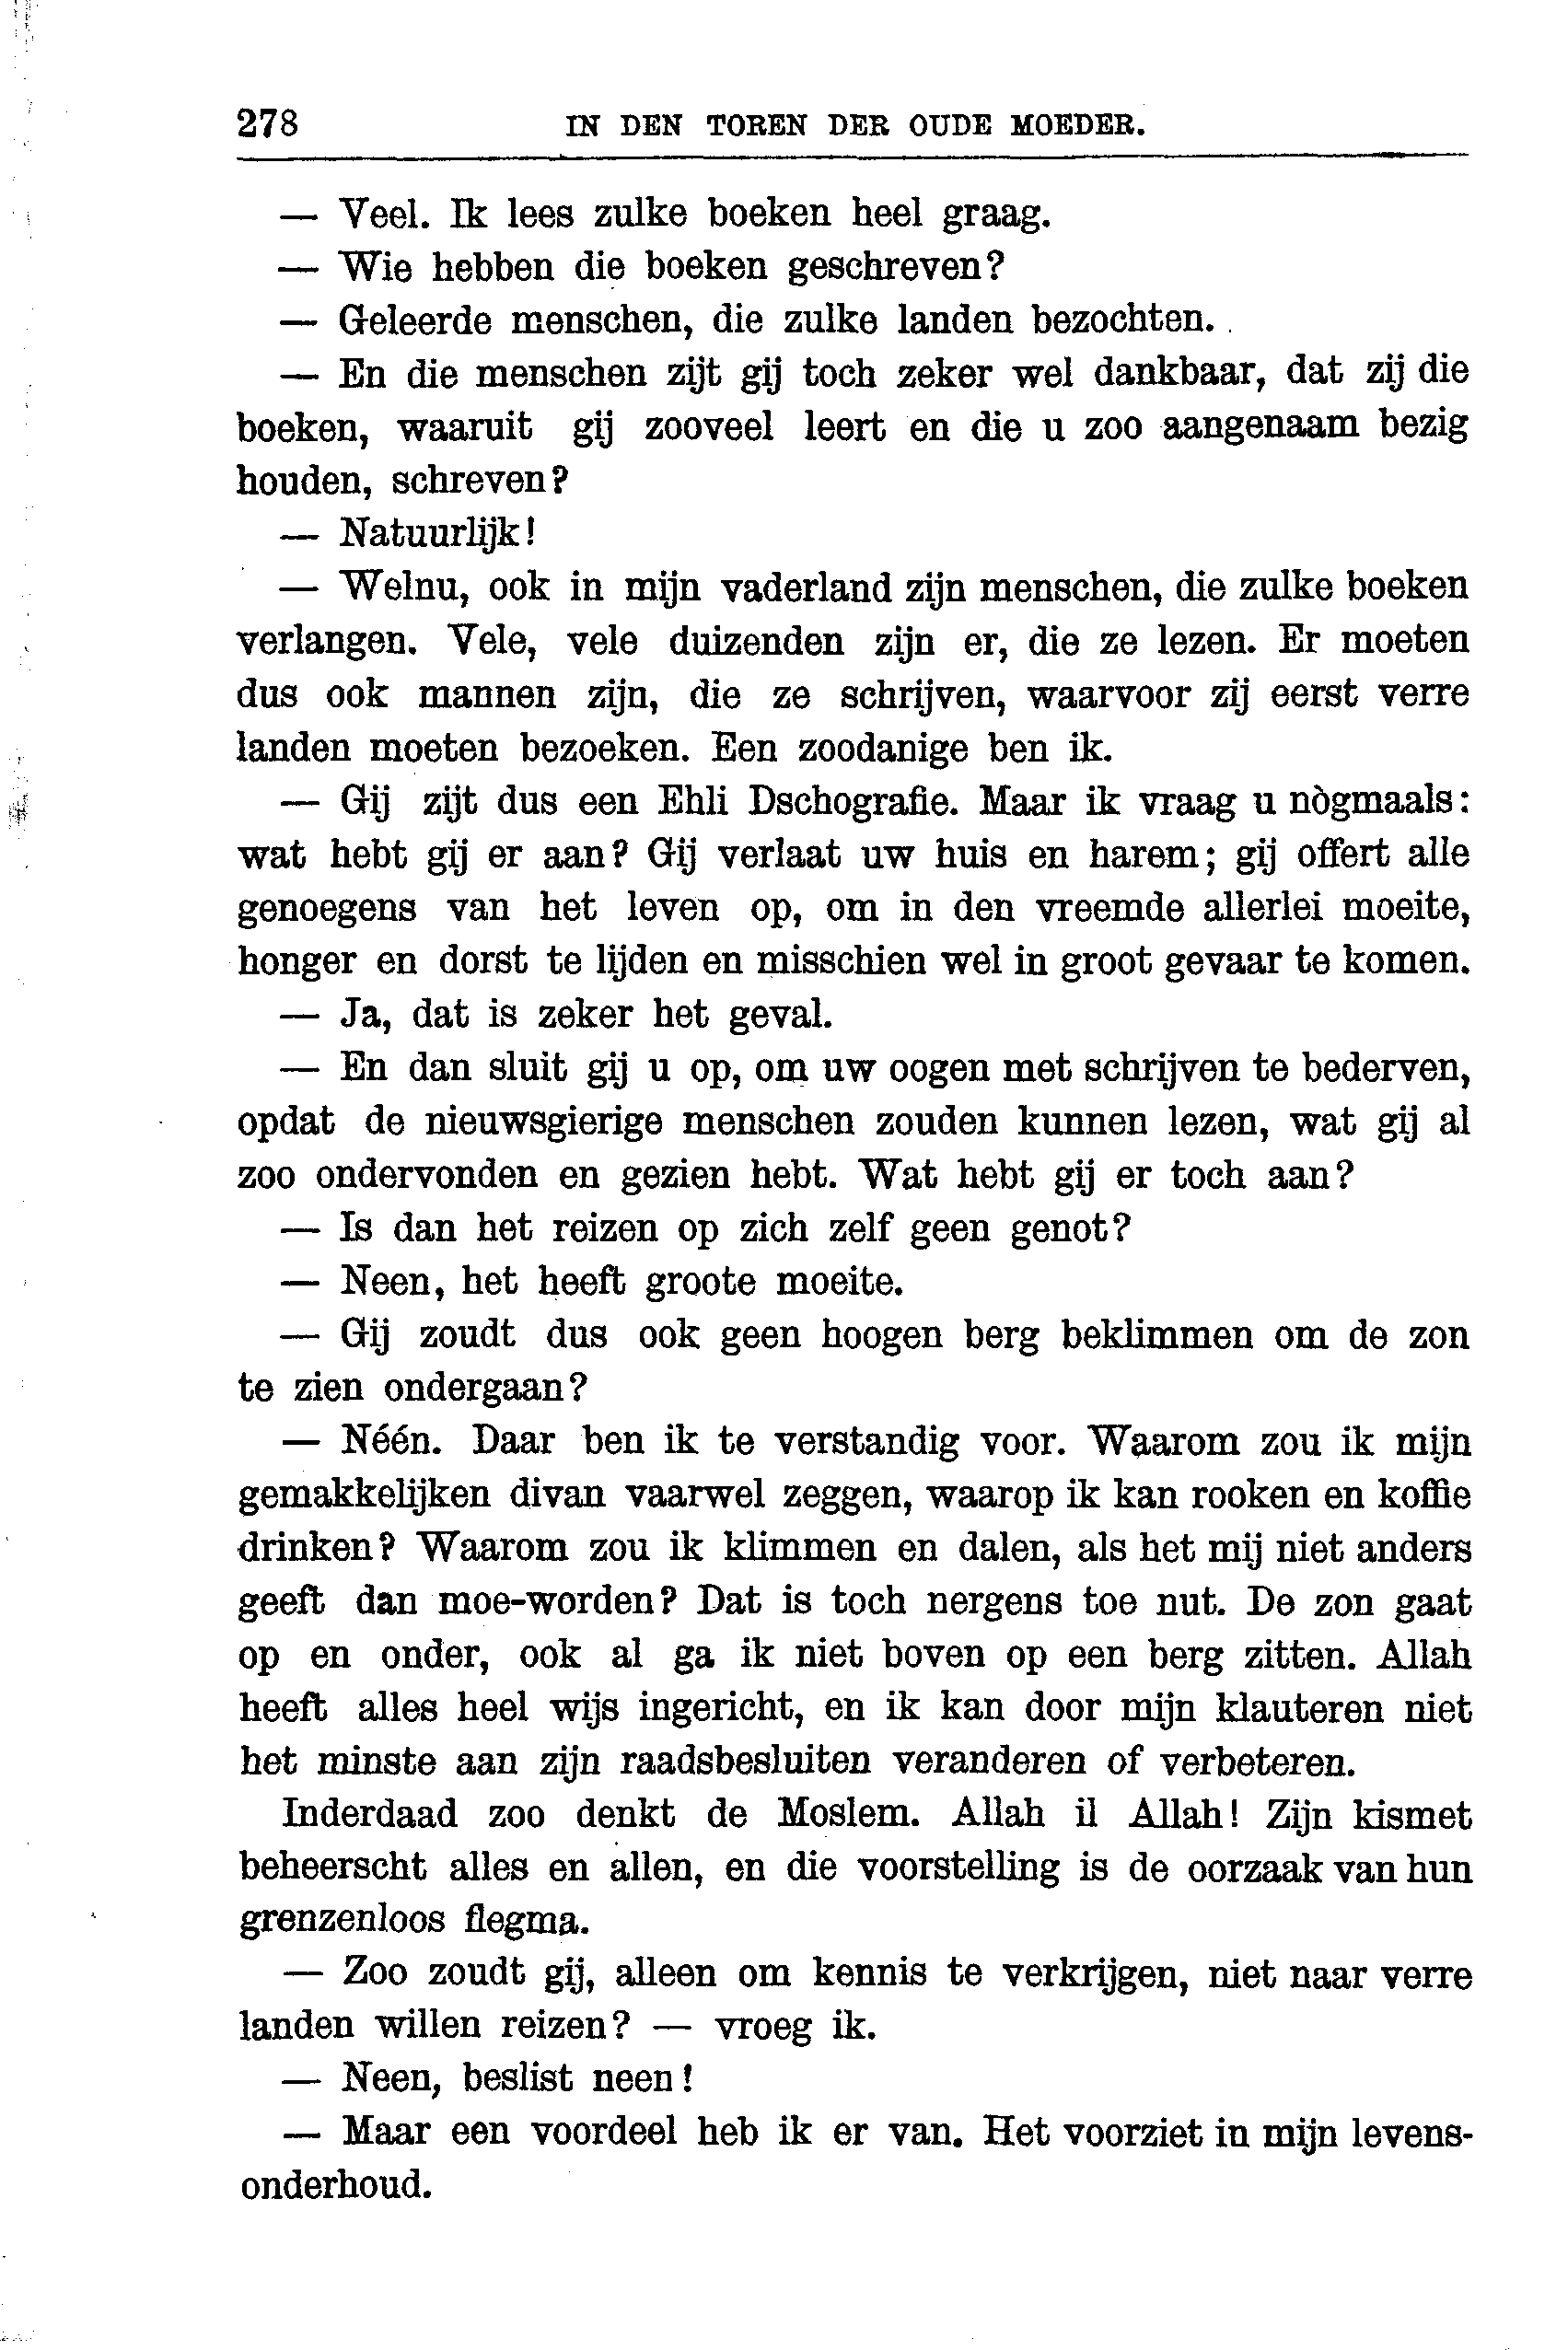 278 IN DEN TOREN DER OUDE MOEDER.
— Veel. Ik lees zulke boeken heel graag.
— Wie hebben die boeken geschreven?
— Geleerde menschen, die zulke landen bezochten.
— En die menschen zijt gij toch zeker wel dankbaar, dat zij die
boeken, waaruit gij zooveel leert en die u zoo aangenaam bezig
houden, schreven?
— Natuurlijk!
— Welnu, ook in mijn vaderland zijn menschen, die zulke boeken
verlangen. Vele, vele duizenden zijn er, die ze lezen. Er moeten
dus ook mannen zijn, die ze schrijven, waarvoor zij eerst verre
landen moeten bezoeken. Een zoodanige ben ik.
— Gij zijt dus een Ehli Dschografie. Maar ik vraag u nògmaals:
wat hebt gij er aan? Gij verlaat uw huis en harem; gij offert alle
genoegens van het leven op, om in den vreemde allerlei moeite,
honger en dorst te lijden en misschien wel in groot gevaar te komen.
— Ja, dat is zeker het geval.
— En dan sluit gij u op, om uw oogen met schrijven te bederven,
opdat de nieuwsgierige menschen zouden kunnen lezen, wat gij al
zoo ondervonden en gezien hebt. Wat hebt gij er toch aan?
— Is dan het reizen op zich zelf geen genot?
— Neen, het heeft groote moeite.
— Gij zoudt dus ook geen hoogen berg beklimmen om de zon
te zien ondergaan?
— Néén. Daar ben ik te verstandig voor. Waarom zou ik mijn
gemakkelijken divan vaarwel zeggen, waarop ik kan rooken en koffie
drinken? Waarom zou ik klimmen en dalen, als het mij niet anders
geeft dan moe-worden? Dat is toch nergens toe nut. De zon gaat
op en onder, ook al ga ik niet boven op een berg zitten. Allah
heeft alles heel wijs ingericht, en ik kan door mijn klauteren niet
het minste aan zijn raadsbesluiten veranderen of verbeteren.
Inderdaad zoo denkt de Moslem. Allah il Allah! Zijn kismet
beheerscht alles en allen, en die voorstelling is de oorzaak van hun
grenzenloos flegma.
— Zoo zoudt gij, alleen om kennis te verkrijgen, niet naar verre
landen willen reizen? — vroeg ik.
— Neen, beslist neen!
— Maar een voordeel heb ik er van. Het voorziet in mijn levens-
onderhoud.